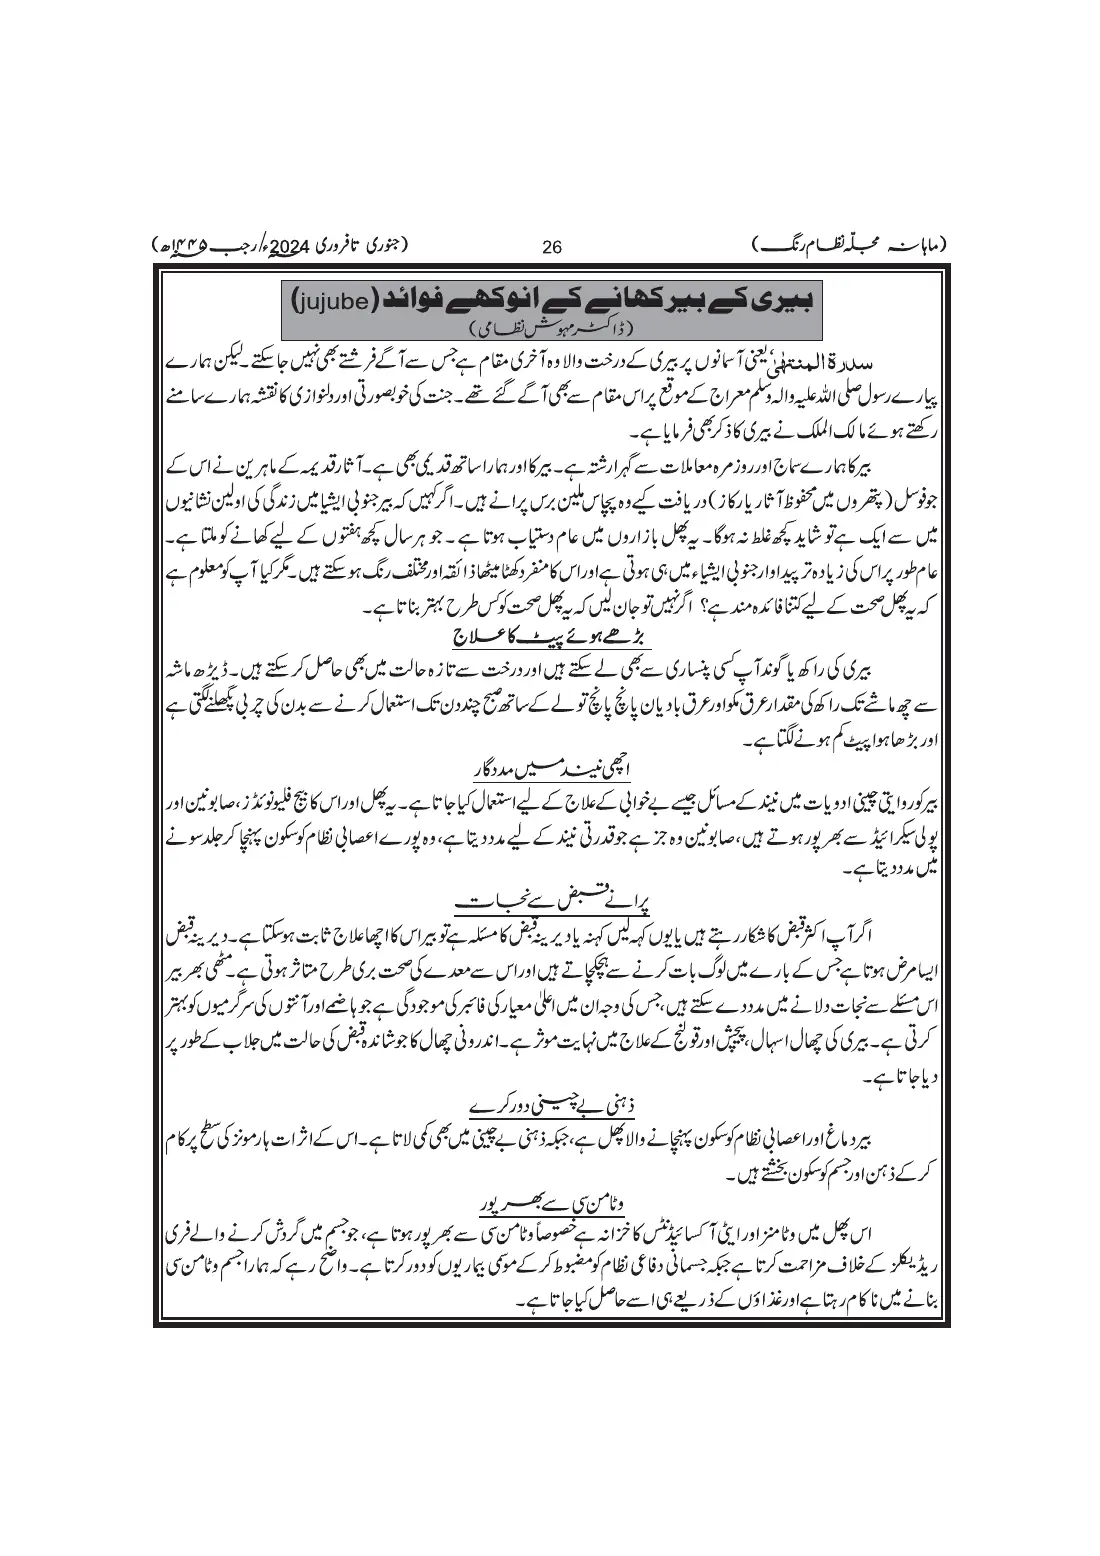 (ماہانہ مجلّہ نظام رنگ)
26
(جنوری تا فروری 2024ء/رجب ۱۴۴۵ھ)
بیری کے بیر کھانے کے انوکھے فوائد (jujube)
(ڈاکٹر مہوش نظامی)
سدرۃ المنتہٰی‘ یعنی آسمانوں پر بیری کے درخت والا وہ آخری مقام ہے جس سے آگے فرشتے بھی نہیں جا سکتے۔ لیکن ہمارے
پیارے رسول صلی اللہ علیہ والہ وسلم معراج کے موقع پر اس مقام سے بھی آگے گئے تھے۔ جنت کی خوبصورتی اور دلنوازی کا نقشہ ہمارے سامنے
رکھتے ہوئے مالک الملک نے بیری کا ذکر بھی فرمایا ہے۔
بیر کا ہمارے سماج اور روزمرہ معاملات سے گہرا رشتہ ہے۔ بیر کا اور ہمارا ساتھ قدیمی بھی ہے۔ آثار قدیمہ کے ماہرین نے اس کے
جو فوسل (پتھروں میں محفوظ آثار یا رکاز) دریافت کیے وہ پچاس ملین برس پرانے ہیں۔ اگر کہیں کہ بیر جنوبی ایشیا میں زندگی کی اولین نشانیوں
میں سے ایک ہے تو شاید کچھ غلط نہ ہوگا۔ یہ پھل بازاروں میں عام دستیاب ہوتا ہے۔ جو ہر سال کچھ ہفتوں کے لیے کھانے کو ملتا ہے۔
عام طور پر اس کی زیادہ تر پیداوار جنوبی ایشیاء میں ہی ہوتی ہے اور اس کا منفرد کھٹا میٹھا ذائقہ اور مختلف رنگ ہو سکتے ہیں۔ مگر کیا آپ کو معلوم ہے
کہ یہ پھل صحت کے لیے کتنا فائدہ مند ہے؟ اگر نہیں تو جان لیں کہ یہ پھل صحت کو کس طرح بہتر بناتا ہے۔
بڑھے ہوئے پیٹ کا علاج
بیری کی راکھ یا گوند آپ کسی پنساری سے بھی لے سکتے ہیں اور درخت سے تازہ حالت میں بھی حاصل کر سکتے ہیں۔ ڈیڑھ ماشہ
سے چھ ماشے تک راکھ کی مقدار عرق مکو اور عرق بادیان پانچ پانچ تولے کے ساتھ صبح چند دن تک استعمال کرنے سے بدن کی چربی پگھلنے لگتی ہے
اور بڑھا ہوا پیٹ کم ہونے لگتا ہے۔
اچھی نیند میں مددگار
بیر کو روایتی چینی ادویات میں نیند کے مسائل جیسے بے خوابی کے علاج کے لیے استعمال کیا جاتا ہے۔ یہ پھل اور اس کا بیج فلیونوئڈز، صابونین اور
پولی سیکرائیڈ سے بھرپور ہوتے ہیں، صابونین وہ جز ہے جو قدرتی نیند کے لیے مدد دیتا ہے، وہ پورے اعصابی نظام کو سکون پہنچا کر جلد سونے
میں مدد دیتا ہے۔
پرانے قبض سے نجات
اگر آپ اکثر قبض کا شکار رہتے ہیں یا یوں کہہ لیں کہنہ یا دیرینہ قبض کا مسئلہ ہے تو بیر اس کا اچھا علاج ثابت ہو سکتا ہے۔ دیرینہ قبض
ایسا مرض ہوتا ہے جس کے بارے میں لوگ بات کرنے سے ہچکچاتے ہیں اور اس سے معدے کی صحت بری طرح متاثر ہوتی ہے۔ مٹھی بھر بیر
اس مسئلے سے نجات دلانے میں مدد دے سکتے ہیں، جس کی وجہ ان میں اعلیٰ معیار کی فائبر کی موجودگی ہے جو ہاضمے اور آنتوں کی سرگرمیوں کو بہتر
کرتی ہے۔ بیری کی چھال اسہال، پیچش اور قولنج کے علاج میں نہایت موثر ہے۔ اندرونی چھال کا جوشاندہ قبض کی حالت میں جلاب کے طور پر
دیا جاتا ہے۔
ذہنی بے چینی دور کرے
بیر دماغ اور اعصابی نظام کو سکون پہنچانے والا پھل ہے، جبکہ ذہنی بے چینی میں بھی کمی لاتا ہے۔ اس کے اثرات ہارمونز کی سطح پر کام
کر کے ذہن اور جسم کو سکون بخشتے ہیں۔
وٹامن سی سے بھرپور
اس پھل میں وٹامنز اور اینٹی آکسائیڈنٹس کا خزانہ ہے خصوصاً وٹامن سی سے بھرپور ہوتا ہے، جو جسم میں گردش کرنے والے فری
ریڈیکلز کے خلاف مزاحمت کرتا ہے جبکہ جسمانی دفاعی نظام کو مضبوط کر کے موسمی بیماریوں کو دور کرتا ہے۔ واضح رہے کہ ہمارا جسم وٹامن سی
بنانے میں ناکام رہتا ہے اور غذاؤں کے ذریعے ہی اسے حاصل کیا جاتا ہے۔